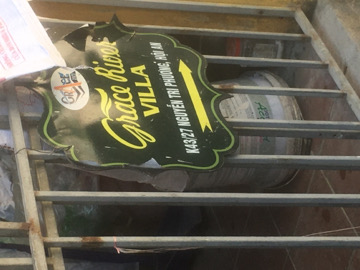 Grace River
VILLA
K43/27 NGUYỄN TRI PHƯƠNG, HỘI AN